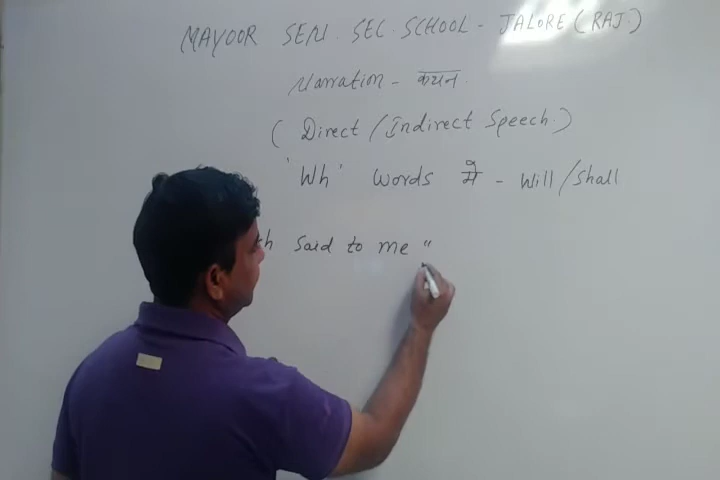 MAYOOR SEN. SEC. SCHOOL - JALORE (RAJ.)
Narration - कथन.
( Direct / Indirect Speech.)
'Wh' words में - Will / Shall
said to me "